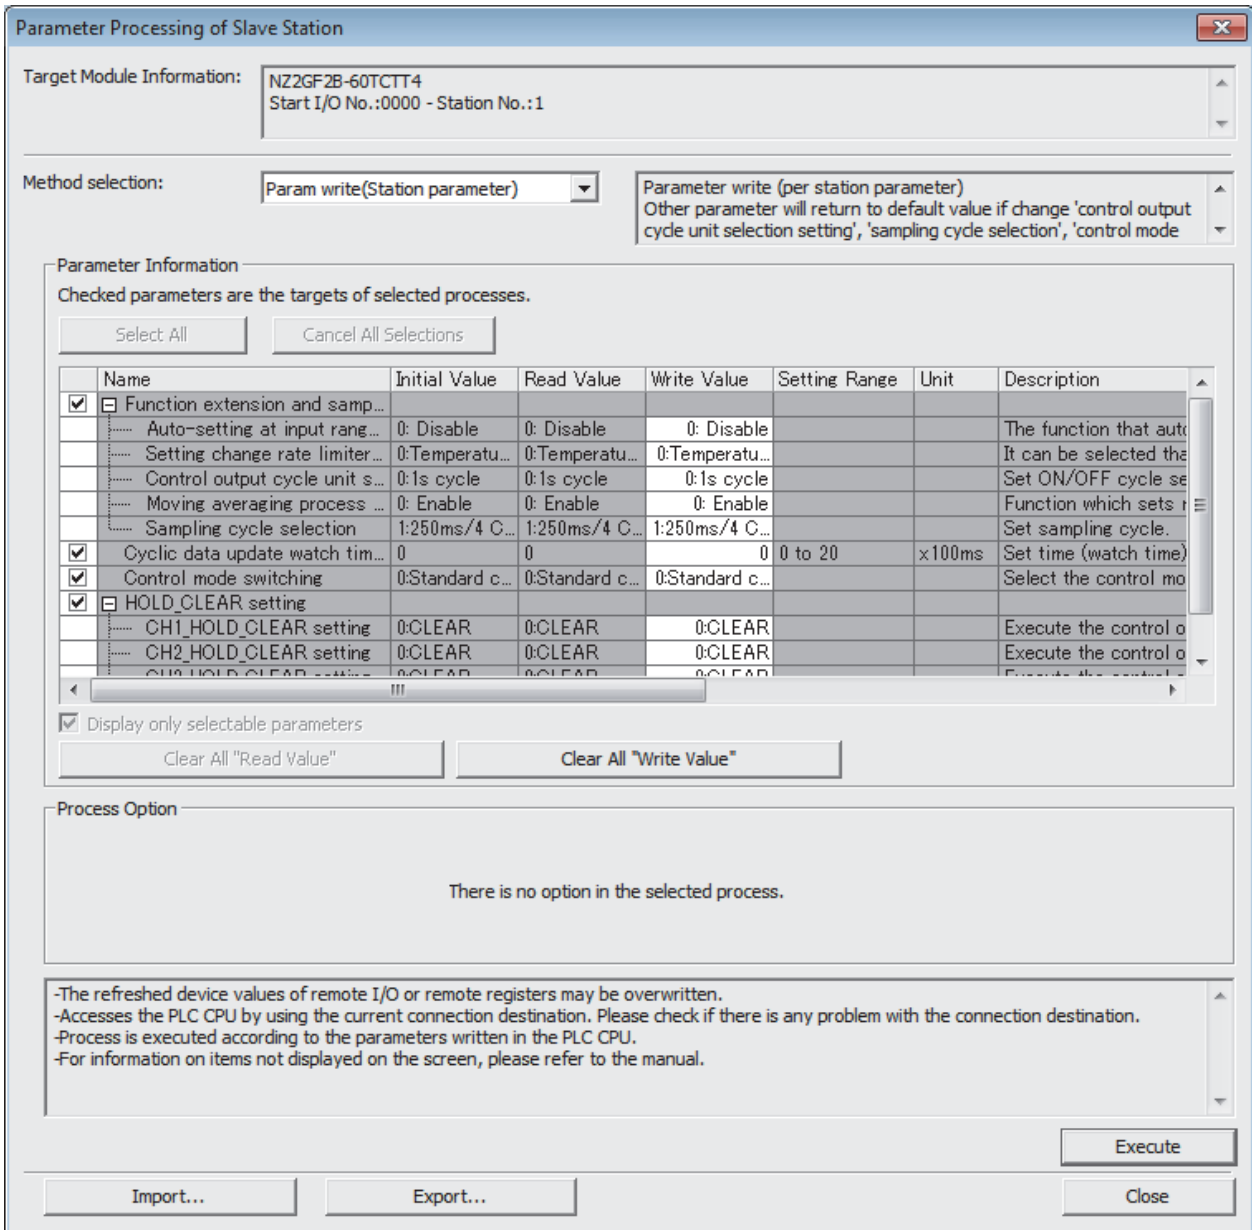 Parameter Processing of Slave Station
Target Module Information:
NZ2GF2B-60TCTT4
Start I/O No.:0000 - Station No.:1
Method selection:
Param write(Station parameter)
Parameter write (per station parameter)
Other parameter will return to default value if change 'control output
cycle unit selection setting', 'sampling cycle selection', 'control mode
Parameter Information
Checked parameters are the targets of selected processes.
Select All Cancel All Selections
Name Initial Value Read Value Write Value Setting Range Unit Description
Function extension and samp...
Auto-setting at input rang... 0: Disable 0: Disable 0: Disable The function that auto
Setting change rate limiter... 0:Temperatu... 0:Temperatu... 0:Temperatu... It can be selected tha
Control output cycle unit s... 0:1s cycle 0:1s cycle 0:1s cycle Set ON/OFF cycle se
Moving averaging process ... 0: Enable 0: Enable 0: Enable Function which sets
Sampling cycle selection 1:250ms/4 C... 1:250ms/4 C... 1:250ms/4 C... Set sampling cycle.
Cyclic data update watch tim... 0 0 0 0 to 20 x100ms Set time (watch time)
Control mode switching 0:Standard c... 0:Standard c... 0:Standard c... Select the control mo
HOLD_CLEAR setting
CH1_HOLD_CLEAR setting 0:CLEAR 0:CLEAR 0:CLEAR Execute the control o
CH2_HOLD_CLEAR setting 0:CLEAR 0:CLEAR 0:CLEAR Execute the control o
Display only selectable parameters
Clear All "Read Value" Clear All "Write Value"
Process Option
There is no option in the selected process.
-The refreshed device values of remote I/O or remote registers may be overwritten.
-Accesses the PLC CPU by using the current connection destination. Please check if there is any problem with the connection destination.
-Process is executed according to the parameters written in the PLC CPU.
-For information on items not displayed on the screen, please refer to the manual.
Execute
Import... Export... Close